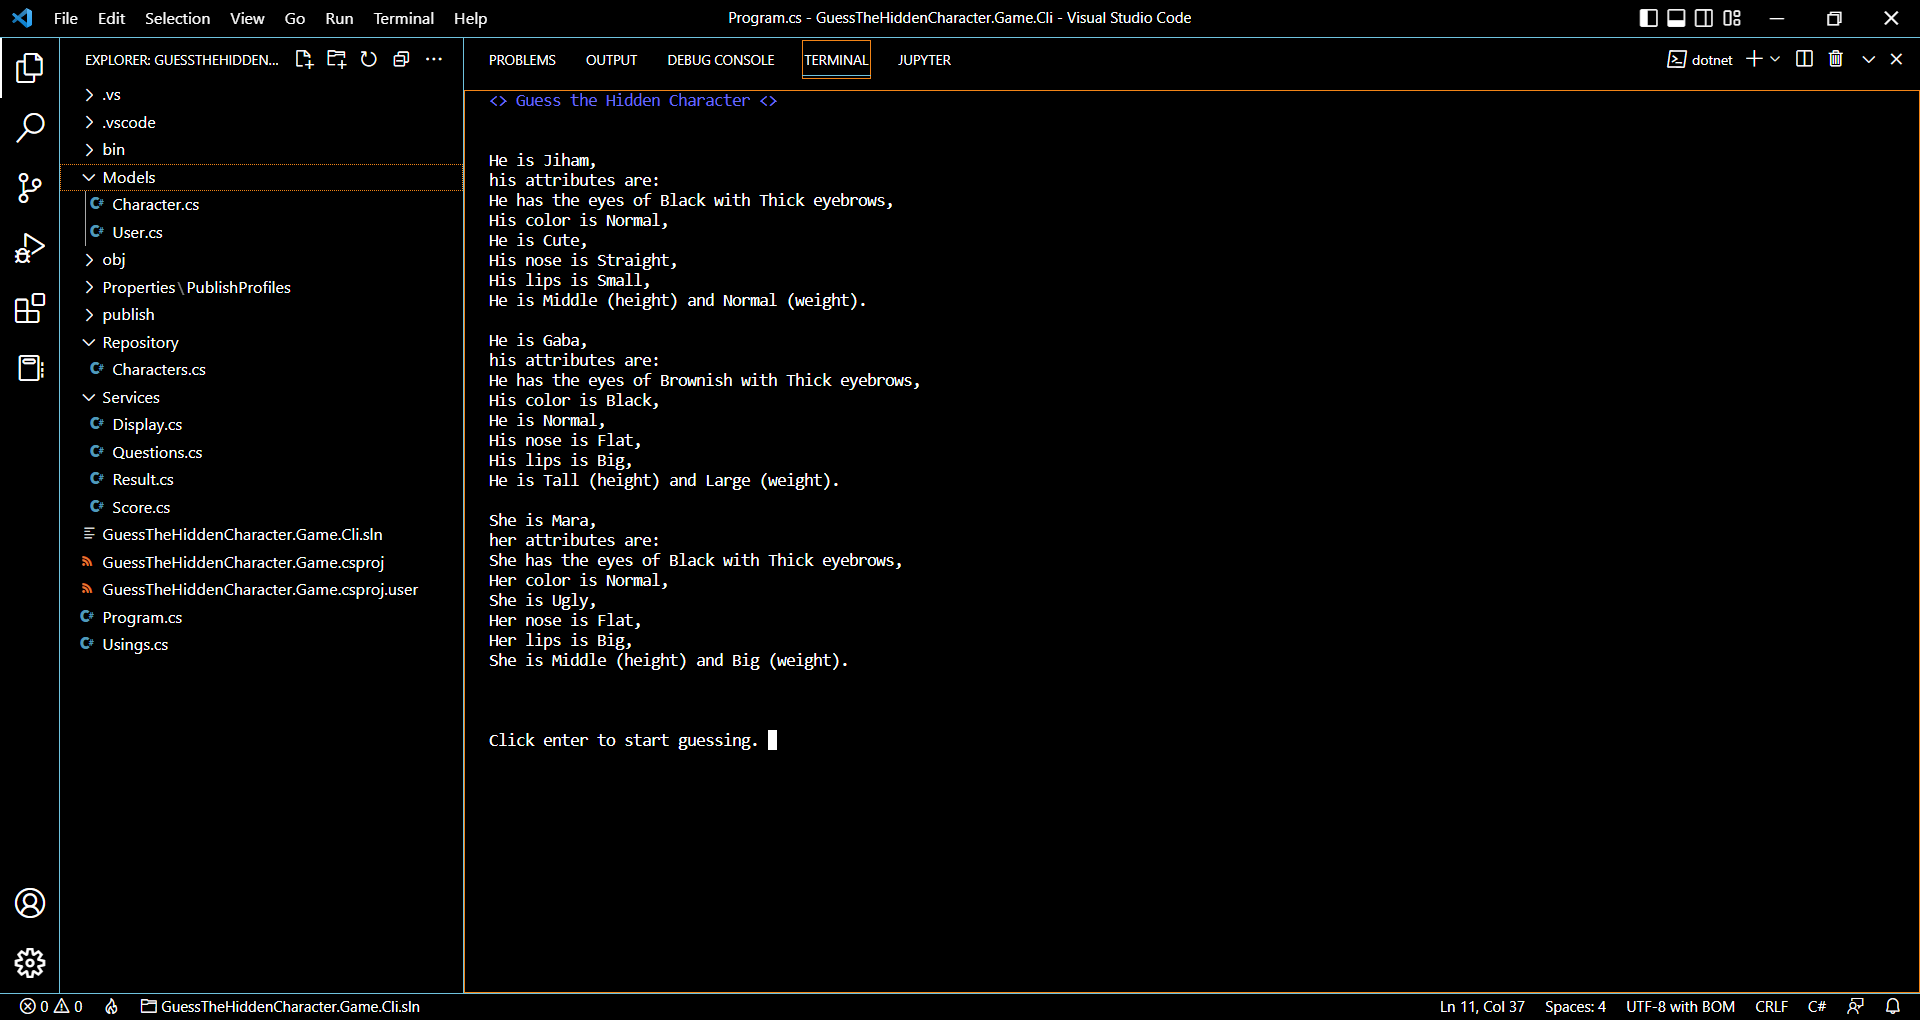 File Edit Selection View Go Run Terminal Help
Program.cs - GuessTheHiddenCharacter.Game.Cli - Visual Studio Code
EXPLORER: GUESSTHEHIDDEN...
.vs
.vscode
bin
Models
Character.cs
User.cs
obj
Properties\PublishProfiles
publish
Repository
Characters.cs
Services
Display.cs
Questions.cs
Result.cs
Score.cs
GuessTheHiddenCharacter.Game.Cli.sln
GuessTheHiddenCharacter.Game.csproj
GuessTheHiddenCharacter.Game.csproj.user
Program.cs
Usings.cs
PROBLEMS OUTPUT DEBUG CONSOLE TERMINAL JUPYTER
dotnet
<> Guess the Hidden Character <>
He is Jiham,
his attributes are:
He has the eyes of Black with Thick eyebrows,
His color is Normal,
He is Cute,
His nose is Straight,
His lips is Small,
He is Middle (height) and Normal (weight).
He is Gaba,
his attributes are:
He has the eyes of Brownish with Thick eyebrows,
His color is Black,
He is Normal,
His nose is Flat,
His lips is Big,
He is Tall (height) and Large (weight).
She is Mara,
her attributes are:
She has the eyes of Black with Thick eyebrows,
Her color is Normal,
She is Ugly,
Her nose is Flat,
Her lips is Big,
She is Middle (height) and Big (weight).
Click enter to start guessing.
0 0 GuessTheHiddenCharacter.Game.Cli.sln
Ln 11, Col 37 Spaces: 4 UTF-8 with BOM CRLF C#